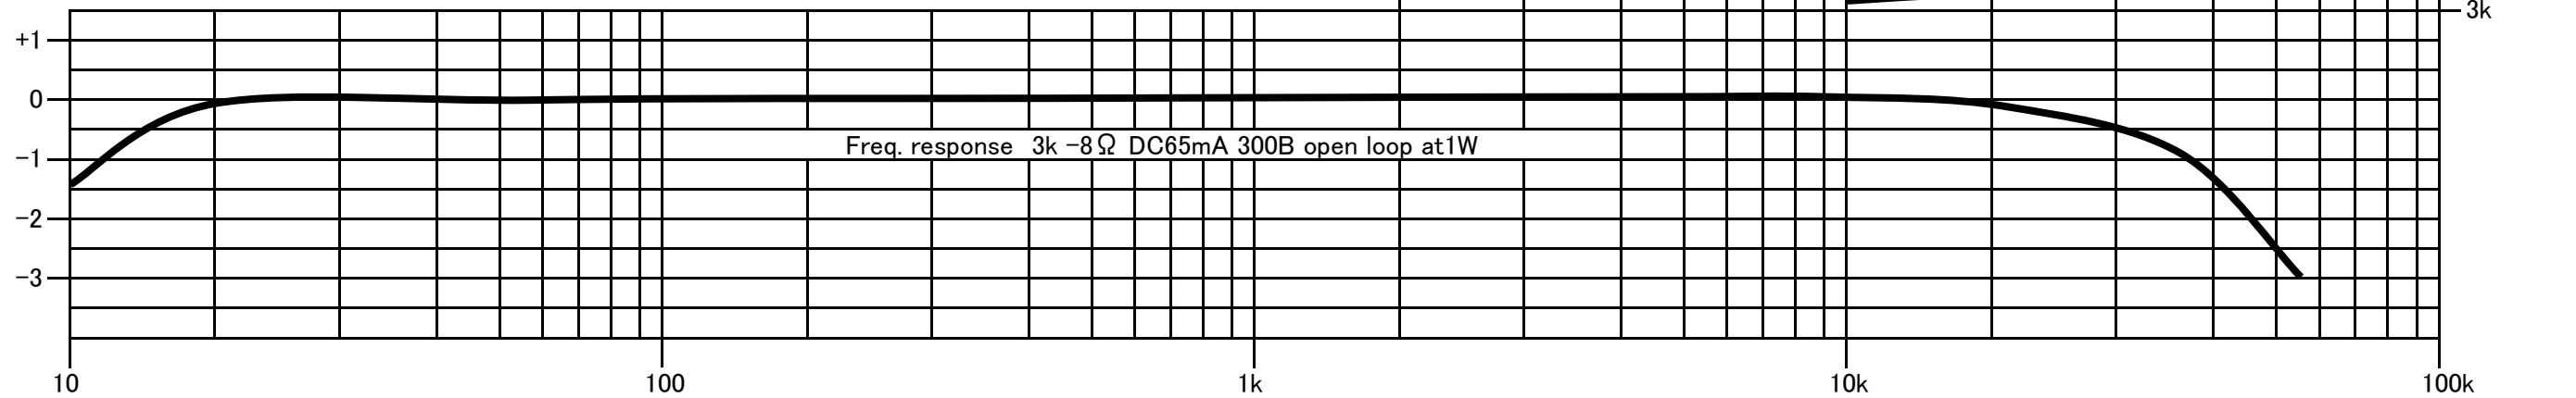 3k
+1
0
-1
-2
-3
Freq. response 3k -8Ω DC65mA 300B open loop at1W
10 100 1k 10k 100k